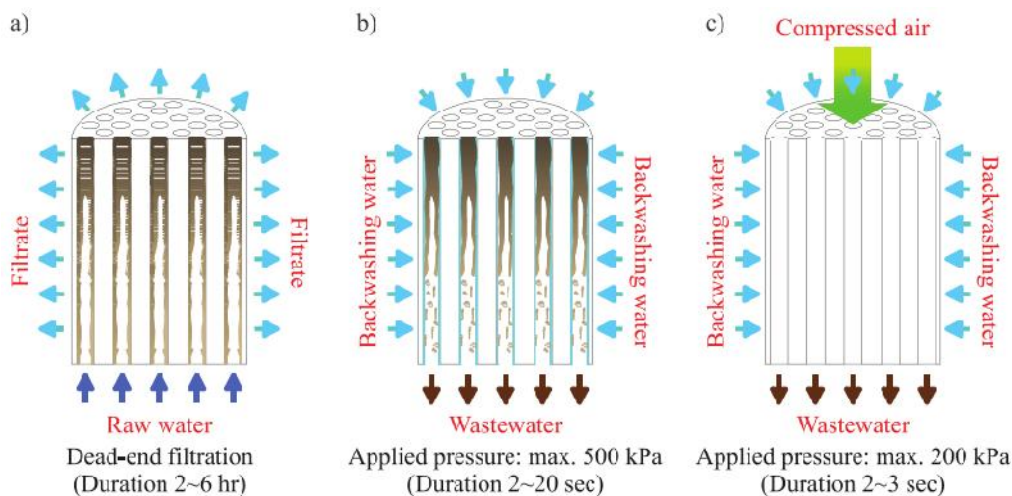 a)
Filtrate
Filtrate
Raw water
Dead-end filtration
(Duration 2~6 hr)
b)
Backwashing water
Backwashing water
Wastewater
Applied pressure: max. 500 kPa
(Duration 2~20 sec)
c)
Compressed air
Backwashing water
Backwashing water
Wastewater
Applied pressure: max. 200 kPa
(Duration 2~3 sec)